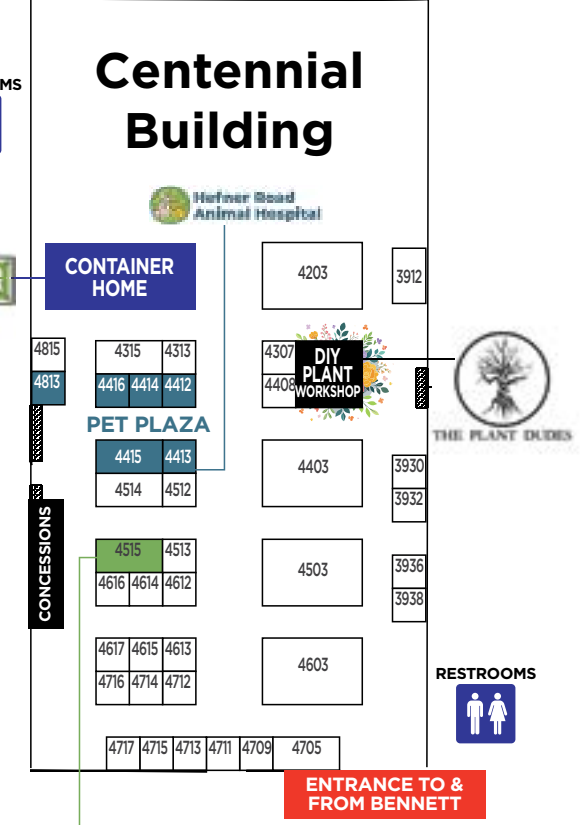 Centennial
Building
MS
Hefner Road
Animal Hospital
CONTAINER
HOME
4203
3912
4815
4315 4313
4307
4813
4416 4414 4412
4408
DIY
PLANT
WORKSHOP
PET PLAZA
THE PLANT DUDES
4415 4413
4403
3930
4514 4512
3932
CONCESSIONS
4515 4513
4503
3936
4616 4614 4612
3938
4617 4615 4613
4603
4716 4714 4712
RESTROOMS
4717 4715 4713 4711 4709 4705
ENTRANCE TO &
FROM BENNETT